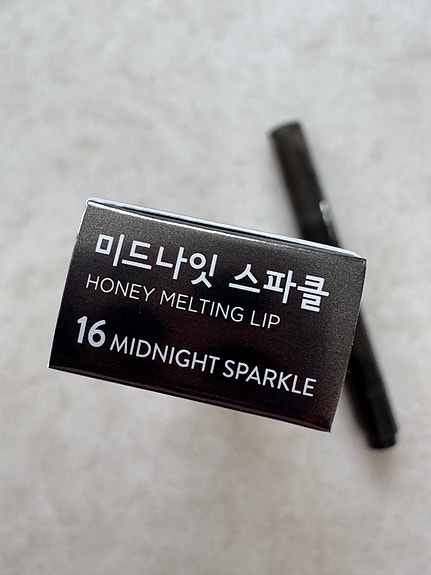 미드나잇 스파클
HONEY MELTING LIP
16 MIDNIGHT SPARKLE